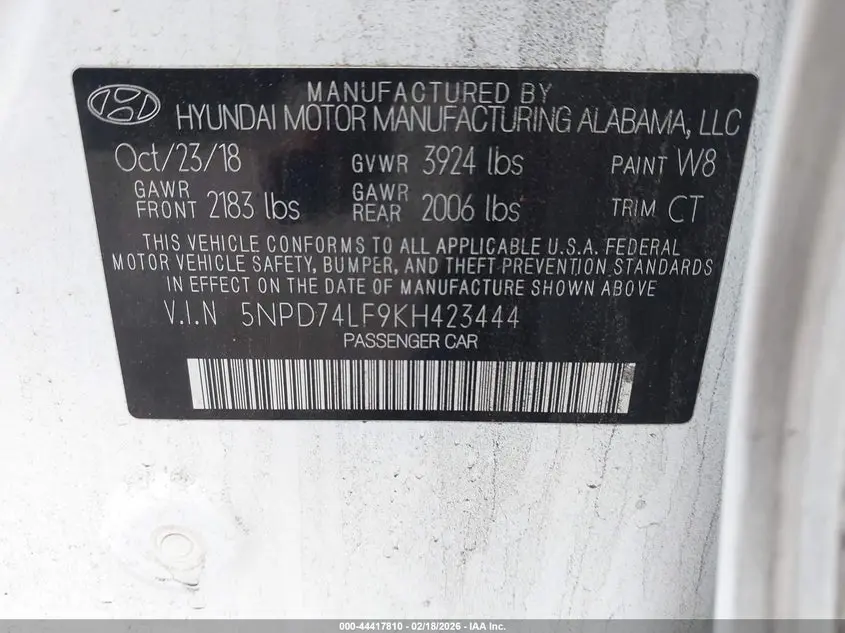 MANUFACTURED BY
HYUNDAI MOTOR MANUFACTURING ALABAMA, LLC
Oct/23/18 GVWR 3924 lbs PAINT W8
GAWR FRONT 2183 lbs GAWR REAR 2006 lbs TRIM CT
THIS VEHICLE CONFORMS TO ALL APPLICABLE U.S.A. FEDERAL
MOTOR VEHICLE SAFETY, BUMPER, AND THEFT PREVENTION STANDARDS
IN EFFECT ON THE DATE OF MANUFACTURE SHOWN ABOVE
V.I.N 5NPD74LF9KH423444
PASSENGER CAR
000-44417810 - 02/18/2026 - IAA Inc.